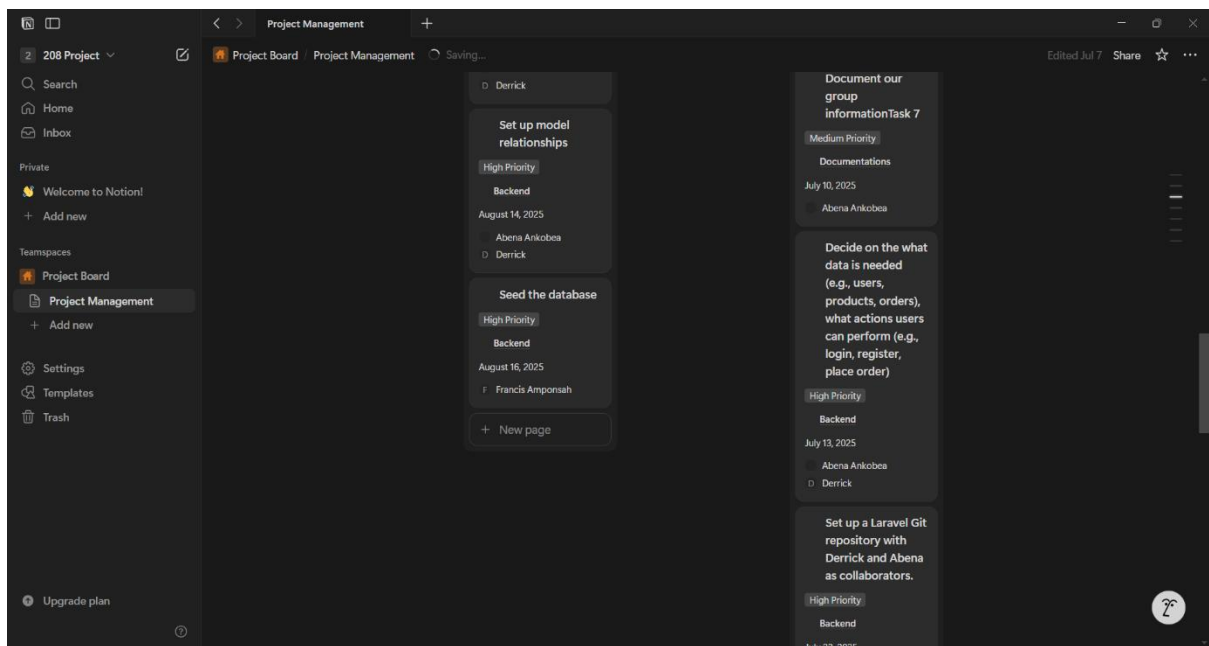 Project Management
2 208 Project
Project Board / Project Management Saving...
Edited Jul 7 Share
Search
Home
Inbox
Private
Welcome to Notion!
+ Add new
Teamspaces
Project Board
Project Management
+ Add new
Settings
Templates
Trash
Upgrade plan
D Derrick
Set up model
relationships
High Priority
Backend
August 14, 2025
Abena Ankobea
D Derrick
Seed the database
High Priority
Backend
August 16, 2025
F Francis Amponsah
+ New page
Document our
group
informationTask 7
Medium Priority
Documentations
July 10, 2025
Abena Ankobea
Decide on the what
data is needed
(e.g., users,
products, orders),
what actions users
can perform (e.g.,
login, register,
place order)
High Priority
Backend
July 13, 2025
Abena Ankobea
D Derrick
Set up a Laravel Git
repository with
Derrick and Abena
as collaborators.
High Priority
Backend